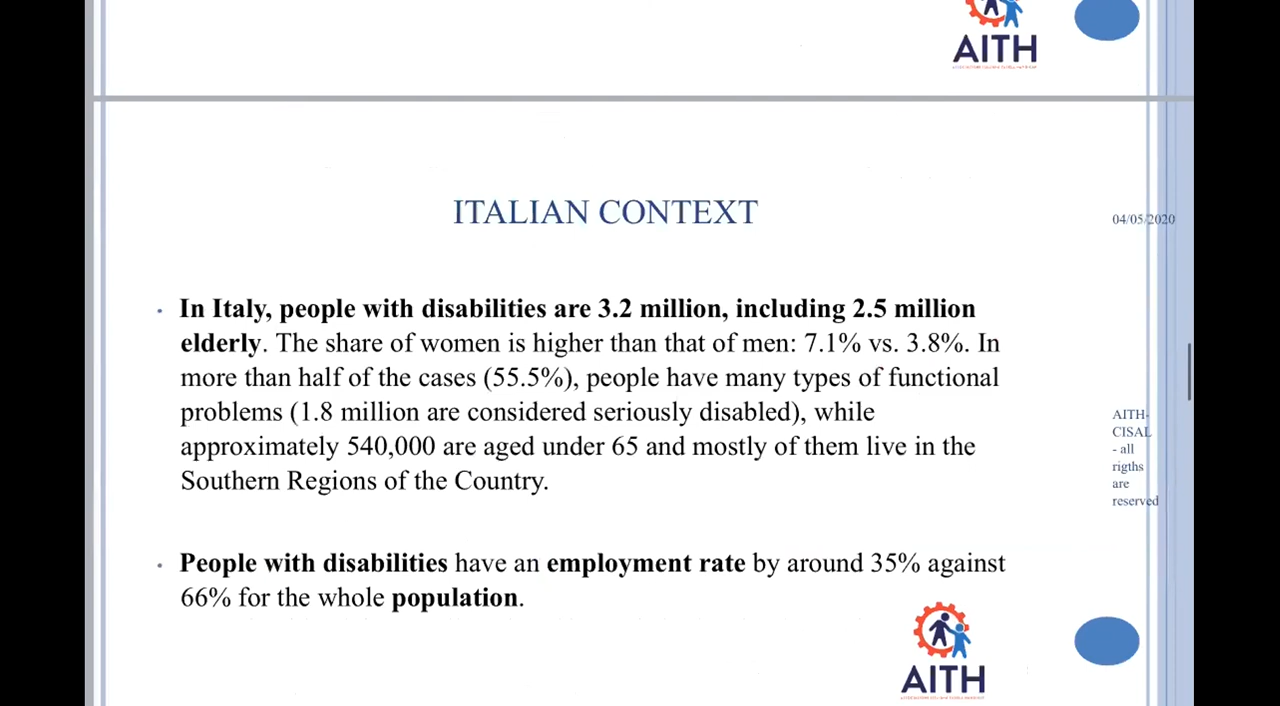 AITH
ITALIAN CONTEXT
04/05/2020
• In Italy, people with disabilities are 3.2 million, including 2.5 million
elderly. The share of women is higher than that of men: 7.1% vs. 3.8%. In
more than half of the cases (55.5%), people have many types of functional
problems (1.8 million are considered seriously disabled), while
approximately 540,000 are aged under 65 and mostly of them live in the
Southern Regions of the Country.
AITH-
CISAL
- all
rigths
are
reserved
• People with disabilities have an employment rate by around 35% against
66% for the whole population.
AITH